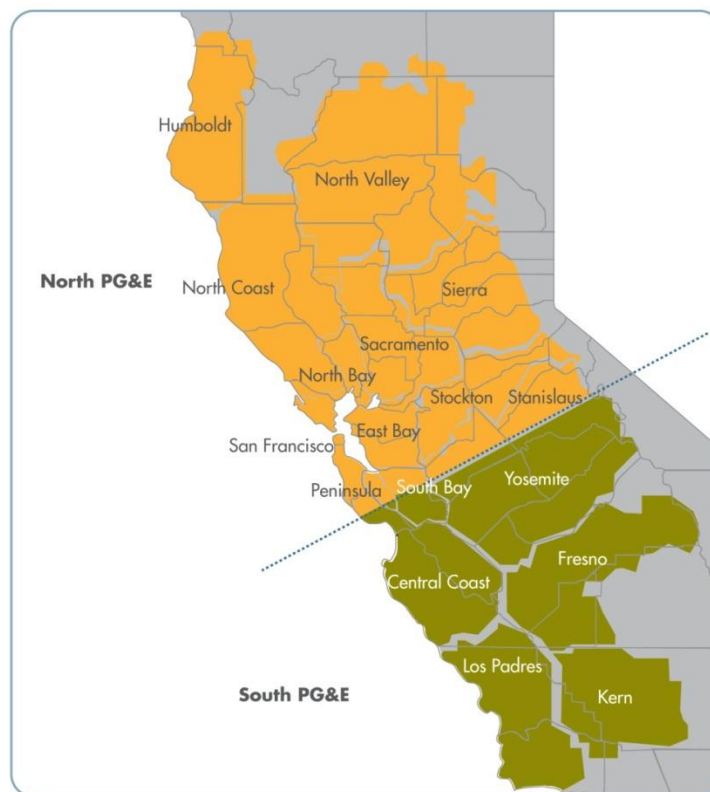 Humboldt
North Valley
North PG&E
North Coast
Sierra
Sacramento
North Bay
Stockton
Stanislaus
East Bay
San Francisco
Peninsula
South Bay
Yosemite
Fresno
Central Coast
Los Padres
South PG&E
Kern